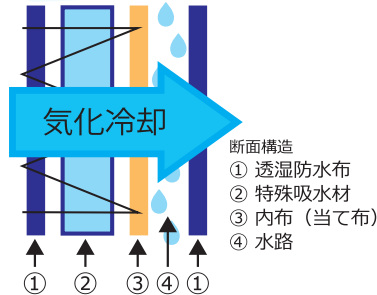 気化冷却
断面構造
① 透湿防水布
② 特殊吸水材
③ 内布（当て布）
④ 水路
① ② ③ ④ ①